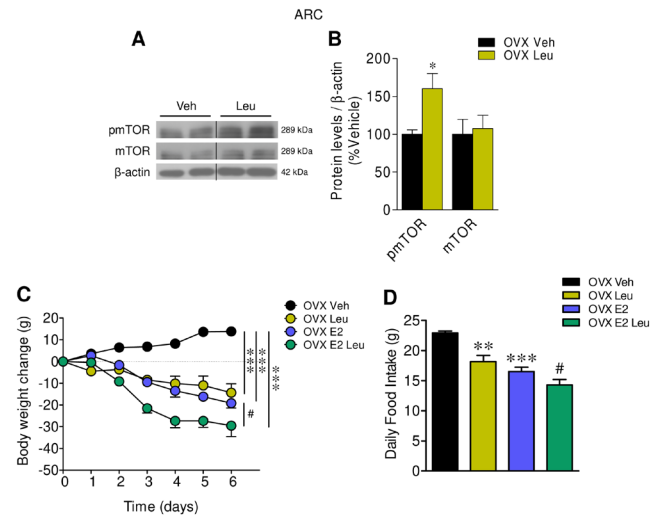 ARC
A
Veh Leu
pmTOR 289 kDa
mTOR 289 kDa
β-actin 42 kDa
B
OVX Veh
OVX Leu
Protein levels / β-actin
(% Vehicle)
200
150
100
50
0
*
pmTOR mTOR
C
OVX Veh
OVX Leu
OVX E2
OVX E2 Leu
Body weight change (g)
20
10
0
-10
-20
-30
-40
-50
***
***
***
#
0 1 2 3 4 5 6
Time (days)
D
OVX Veh
OVX Leu
OVX E2
OVX E2 Leu
Daily Food Intake (g)
25
20
15
10
5
0
** *** #